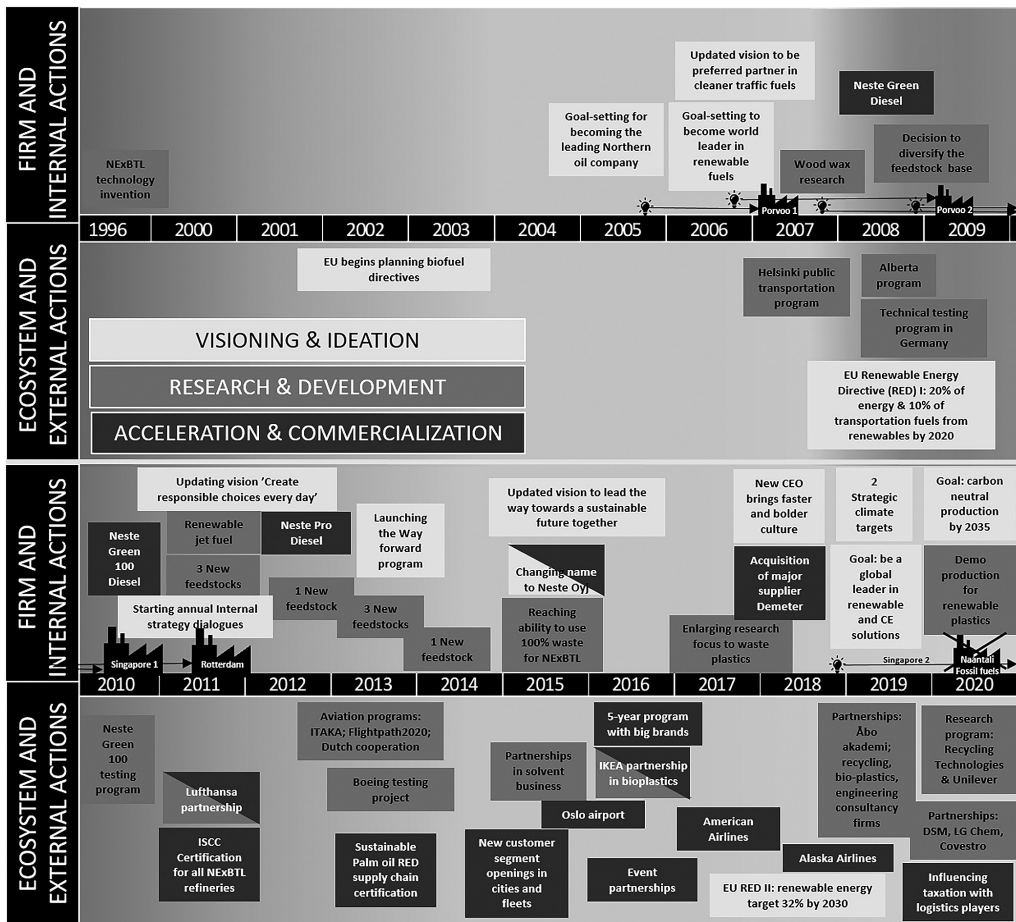 FIRM AND
INTERNAL ACTIONS
NExBTL
technology
invention
Goal-setting for
becoming the
leading Northern
oil company
Updated vision to be
preferred partner in
cleaner traffic fuels
Goal-setting to
become world
leader in
renewable
fuels
Wood wax
research
Neste Green
Diesel
Decision to
diversify the
feedstock base
Porvoo 1
Porvoo 2
1996
2000
2001
2002
2003
2004
2005
2006
2007
2008
2009
ECOSYSTEM AND
EXTERNAL ACTIONS
EU begins planning biofuel
directives
Helsinki public
transportation
program
Alberta
program
Technical testing
program in
Germany
EU Renewable Energy
Directive (RED) I: 20% of
energy & 10% of
transportation fuels from
renewables by 2020
VISIONING & IDEATION
RESEARCH & DEVELOPMENT
ACCELERATION & COMMERCIALIZATION
FIRM AND
INTERNAL ACTIONS
Updating vision ’Create
responsible choices every day’
Neste
Green
100
Diesel
Renewable
jet fuel
3 New
feedstocks
Neste Pro
Diesel
Launching
the Way
forward
program
1 New
feedstock
3 New
feedstocks
1 New
feedstock
Starting annual Internal
strategy dialogues
Singapore 1
Rotterdam
Updated vision to lead the
way towards a sustainable
future together
Changing name
to Neste Oyj
Reaching
ability to use
100% waste
for NExBTL
New CEO
brings faster
and bolder
culture
Acquisition
of major
supplier
Demeter
Enlarging research
focus to waste
plastics
2
Strategic
climate
targets
Goal: be a
global
leader in
renewable
and CE
solutions
Goal: carbon
neutral
production
by 2035
Demo
production
for
renewable
plastics
Singapore 2
Naantali
Fossil fuels
2010
2011
2012
2013
2014
2015
2016
2017
2018
2019
2020
ECOSYSTEM AND
EXTERNAL ACTIONS
Neste
Green
100
testing
program
Lufthansa
partnership
ISCC
Certification
for all NExBTL
refineries
Aviation programs:
ITAKA; Flightpath2020;
Dutch cooperation
Boeing testing
project
Sustainable
Palm oil RED
supply chain
certification
Partnerships
in solvent
business
Oslo airport
New customer
segment
openings in
cities and
fleets
5-year program
with big brands
IKEA partnership
in bioplastics
Event
partnerships
American
Airlines
Alaska Airlines
EU RED II: renewable energy
target 32% by 2030
Partnerships:
Åbo
akademi;
recycling,
bio-plastics,
engineering
consultancy
firms
Research
program:
Recycling
Technologies
& Unilever
Partnerships:
DSM, LG Chem,
Covestro
Influencing
taxation with
logistics players